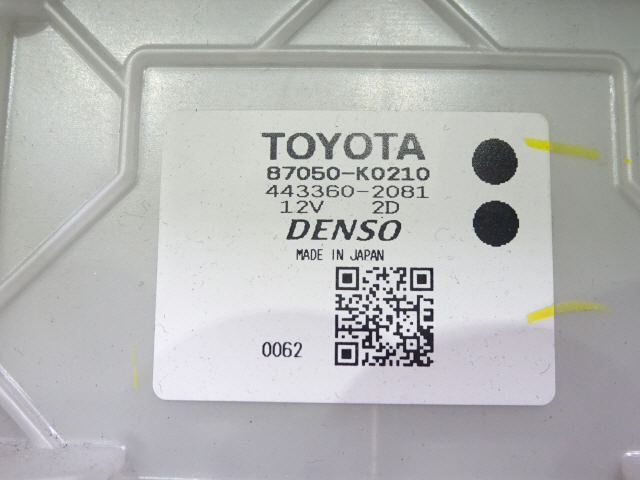 TOYOTA
87050-K0210
443360-2081
12V 2D
DENSO
MADE IN JAPAN
0062